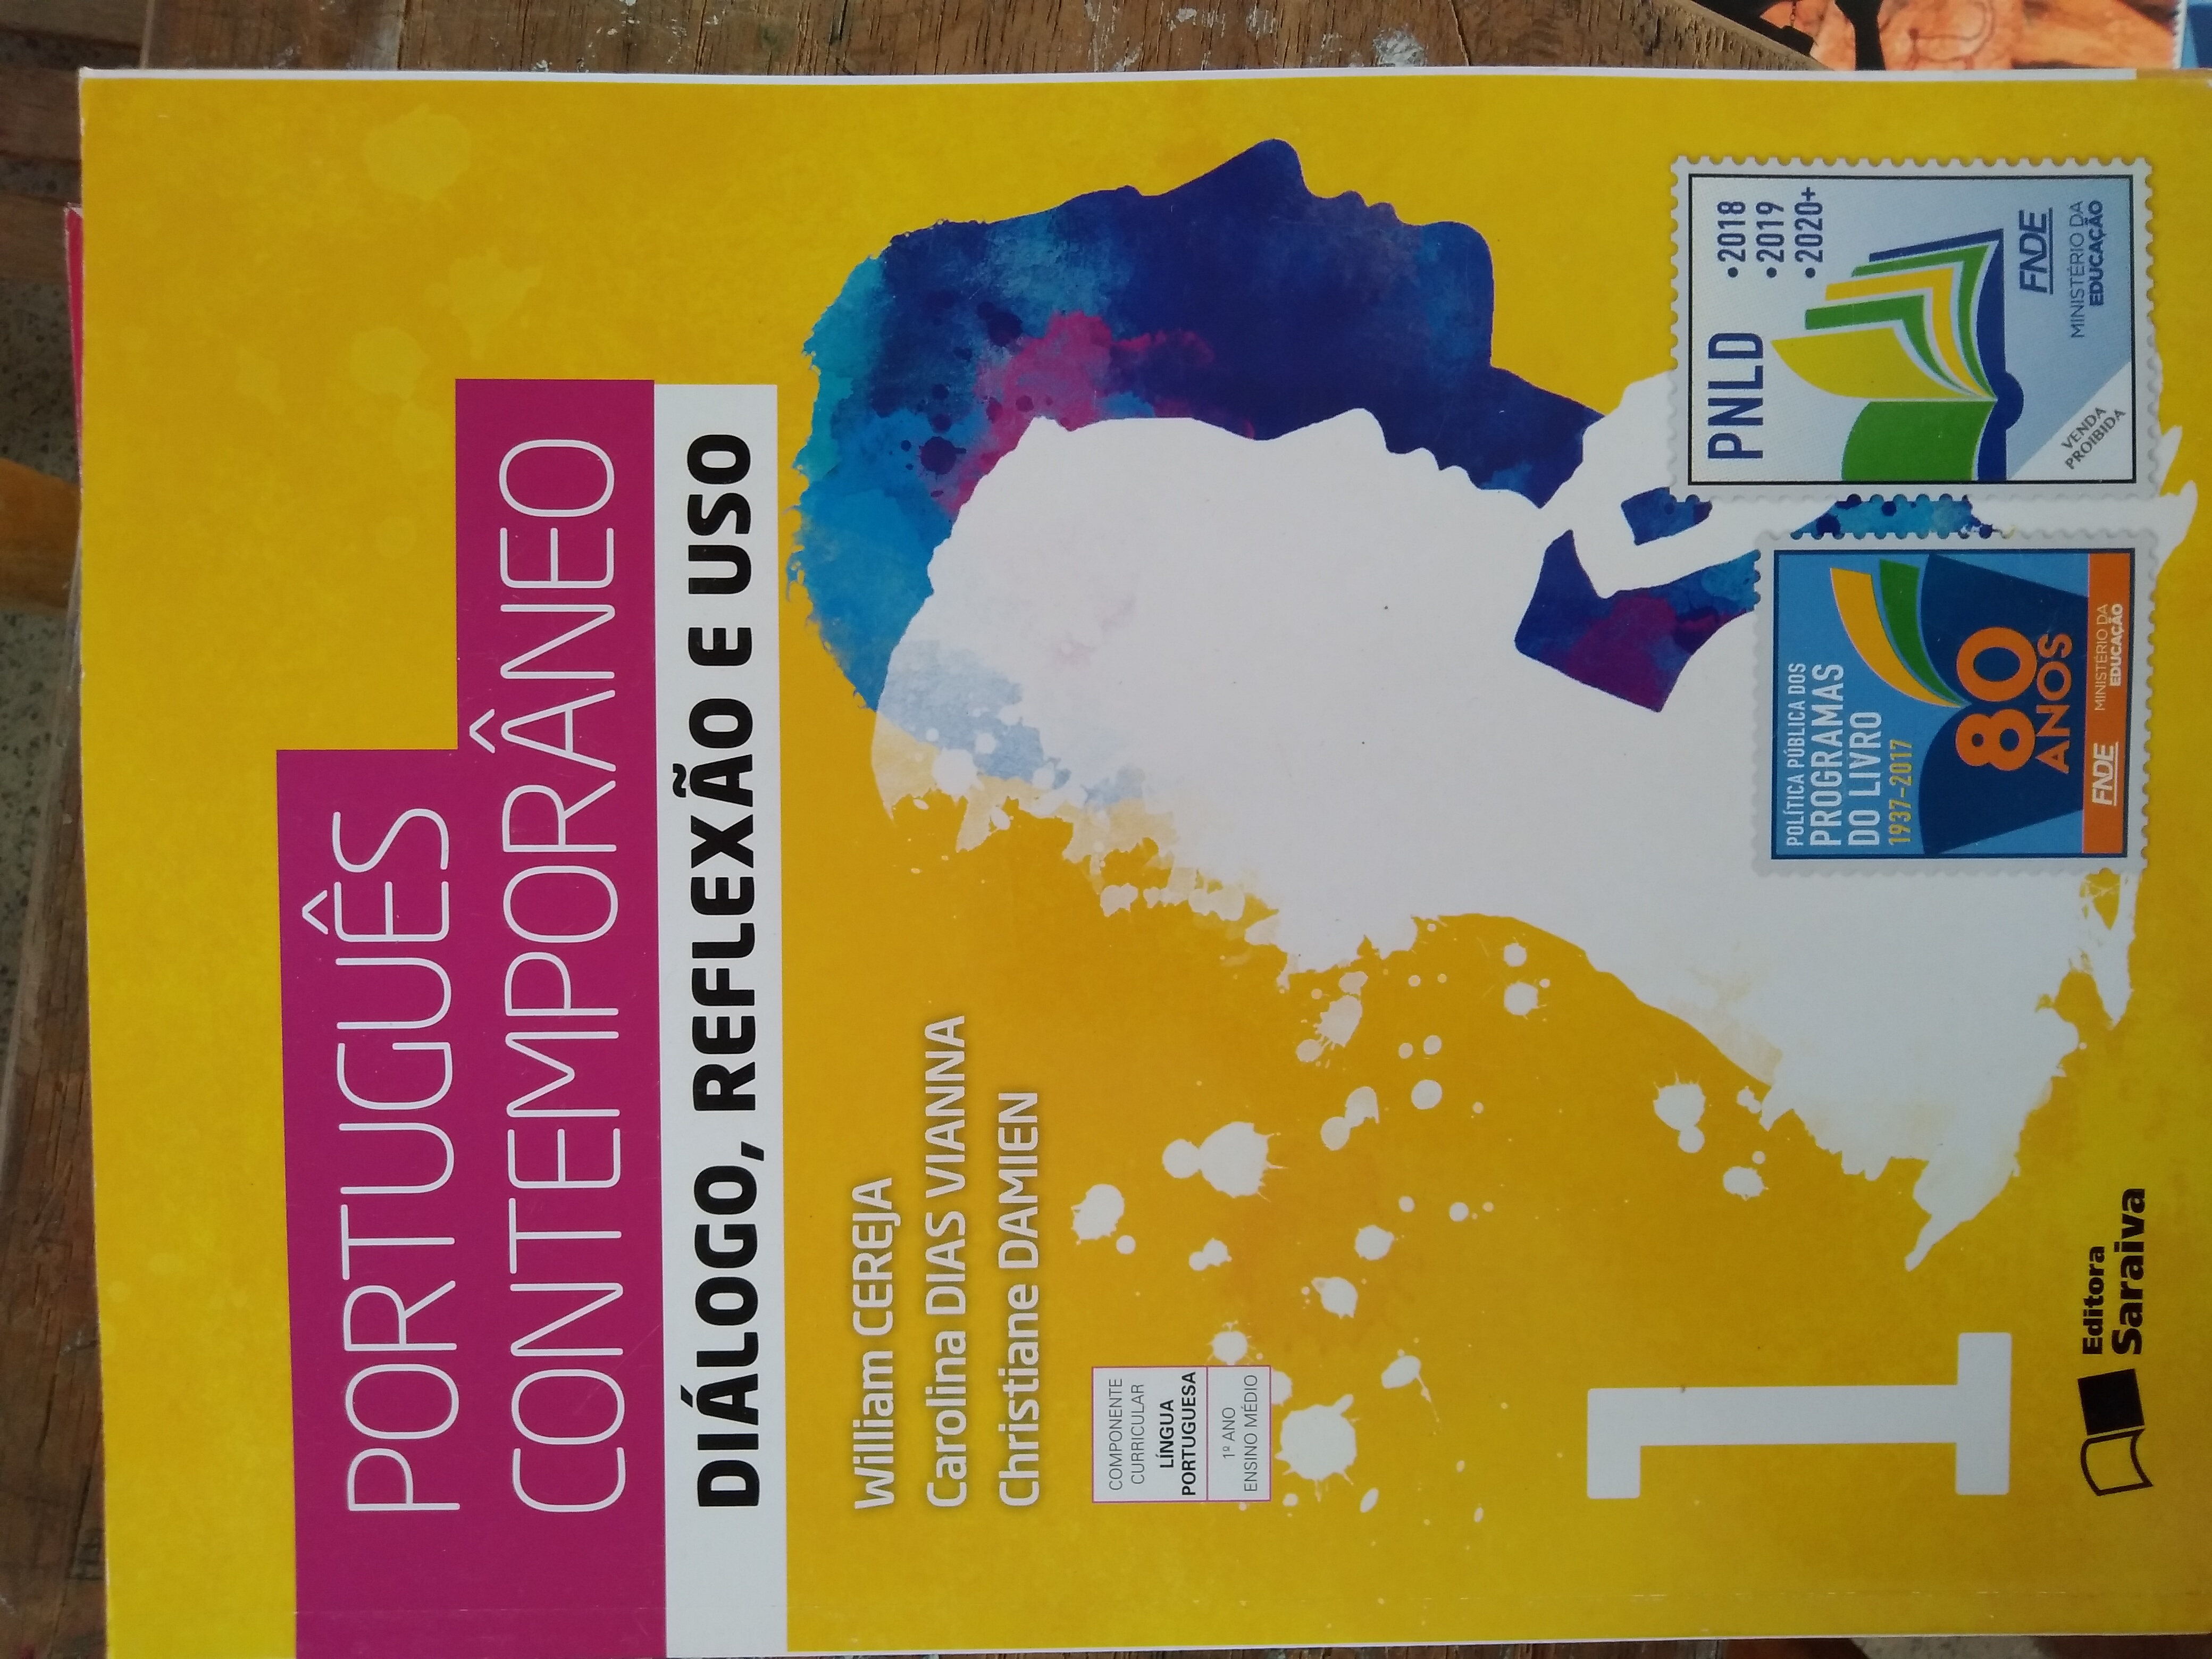 PORTUGUÊS
CONTEMPORÂNEO
DIÁLOGO, REFLEXÃO E USO
William CEREJA
Carolina DIAS VIANNA
Christiane DAMIEN
COMPONENTE
CURRICULAR
LÍNGUA
PORTUGUESA
1º ANO
ENSINO MÉDIO
1
Editora
Saraiva
POLÍTICA PÚBLICA DOS
PROGRAMAS
DO LIVRO
1937-2017
80
ANOS
FNDE
MINISTÉRIO DA
EDUCAÇÃO
PNLD
•2018
•2019
•2020+
FNDE
MINISTÉRIO DA
EDUCAÇÃO
VENDA
PROIBIDA